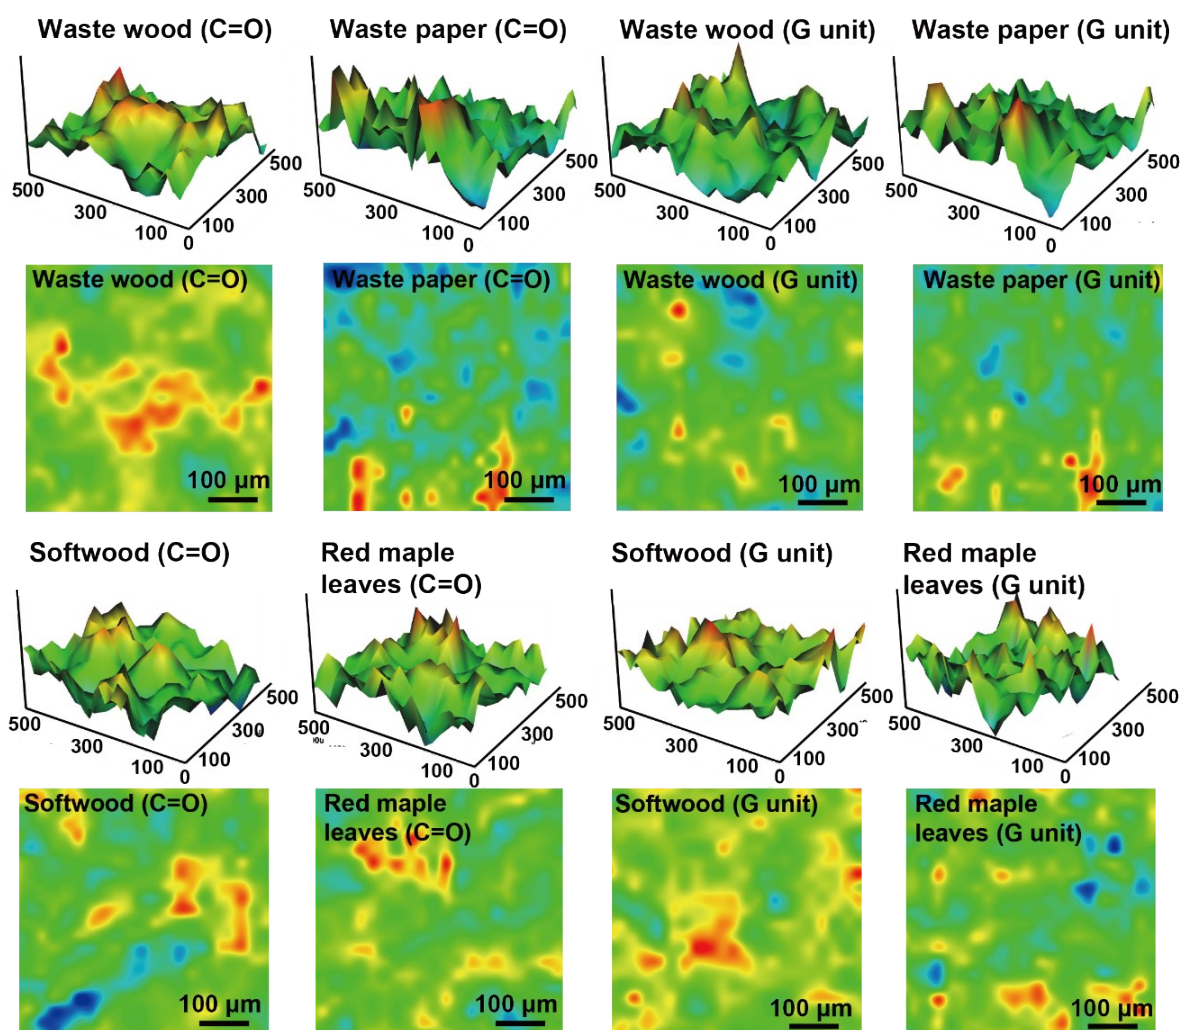 Waste wood (C=O)
Waste paper (C=O)
Waste wood (G unit)
Waste paper (G unit)
500
300
100
0
100
300
500
500
300
100
0
100
300
500
500
300
100
0
100
300
500
500
300
100
0
100
300
500
Waste wood (C=O)
100 µm
Waste paper (C=O)
100 µm
Waste wood (G unit)
100 µm
Waste paper (G unit)
100 µm
Softwood (C=O)
Red maple
leaves (C=O)
Softwood (G unit)
Red maple
leaves (G unit)
500
300
100
0
100
300
500
500
300
100
0
100
300
500
500
300
100
0
100
300
500
500
300
100
0
100
300
500
Softwood (C=O)
100 µm
Red maple
leaves (C=O)
100 µm
Softwood (G unit)
100 µm
Red maple
leaves (G unit)
100 µm